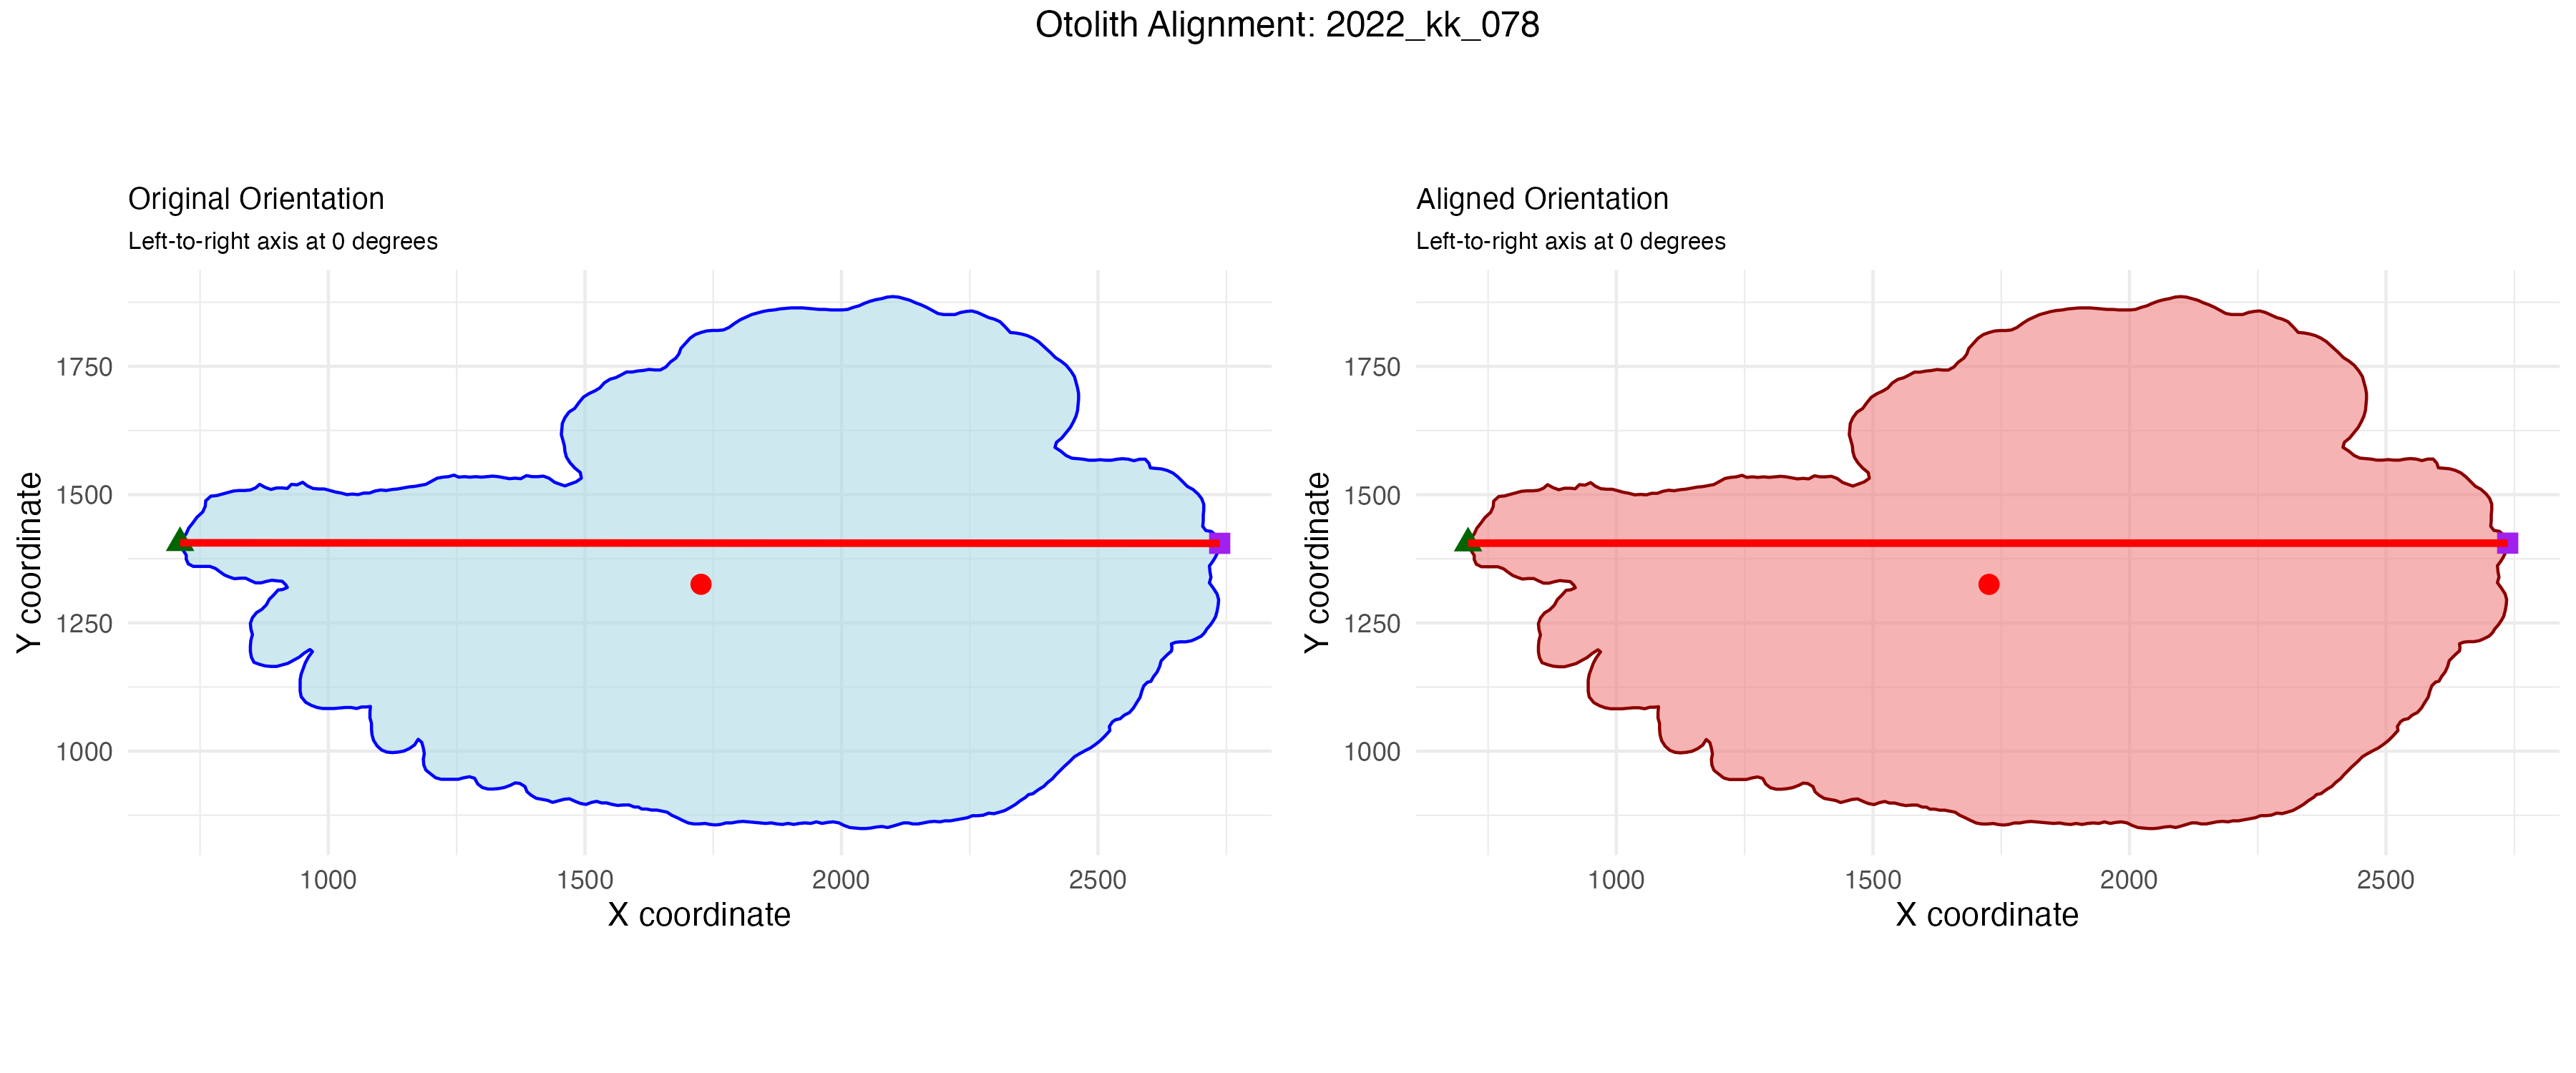 Otolith Alignment: 2022_kk_078
Original Orientation
Left-to-right axis at 0 degrees
1750
1500
1250
1000
Y coordinate
1000 1500 2000 2500
X coordinate
Aligned Orientation
Left-to-right axis at 0 degrees
1750
1500
1250
1000
Y coordinate
1000 1500 2000 2500
X coordinate